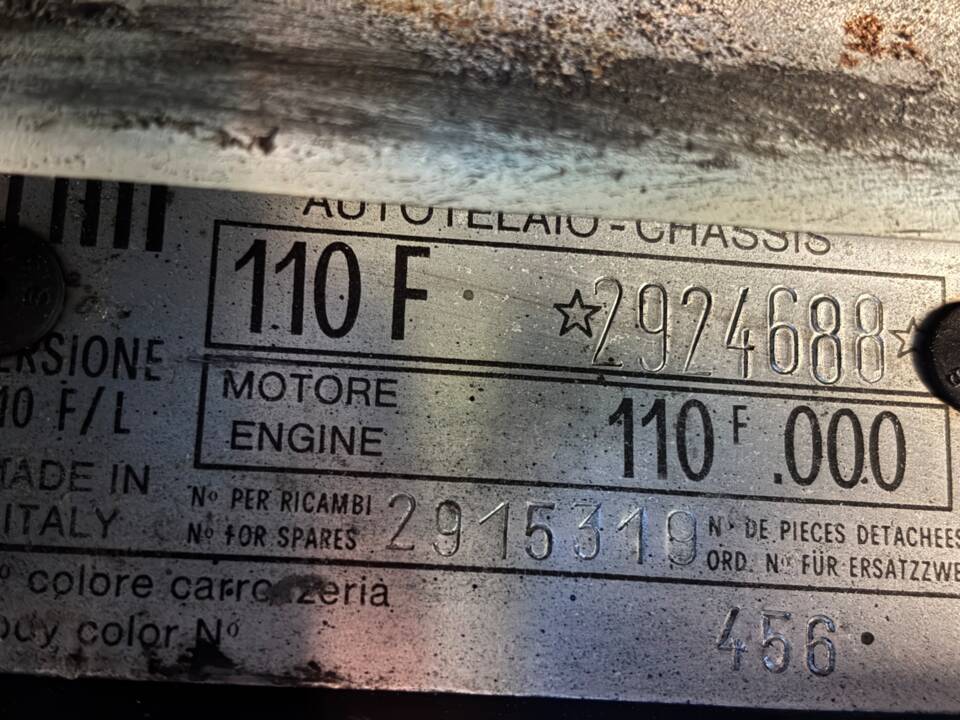 AUTOTELAIO-CHASSIS
110 F ☆2924688☆
ERSIONE
10 F/L
MOTORE
ENGINE
110 F .000
MADE IN
ITALY
Nº PER RICAMBI
Nº fOR SPARES
2915319
Nº DE PIECES DETACHEES
ORD. Nº FÜR ERSATZZWE
º colore carrozzeria
ody color Nº
456